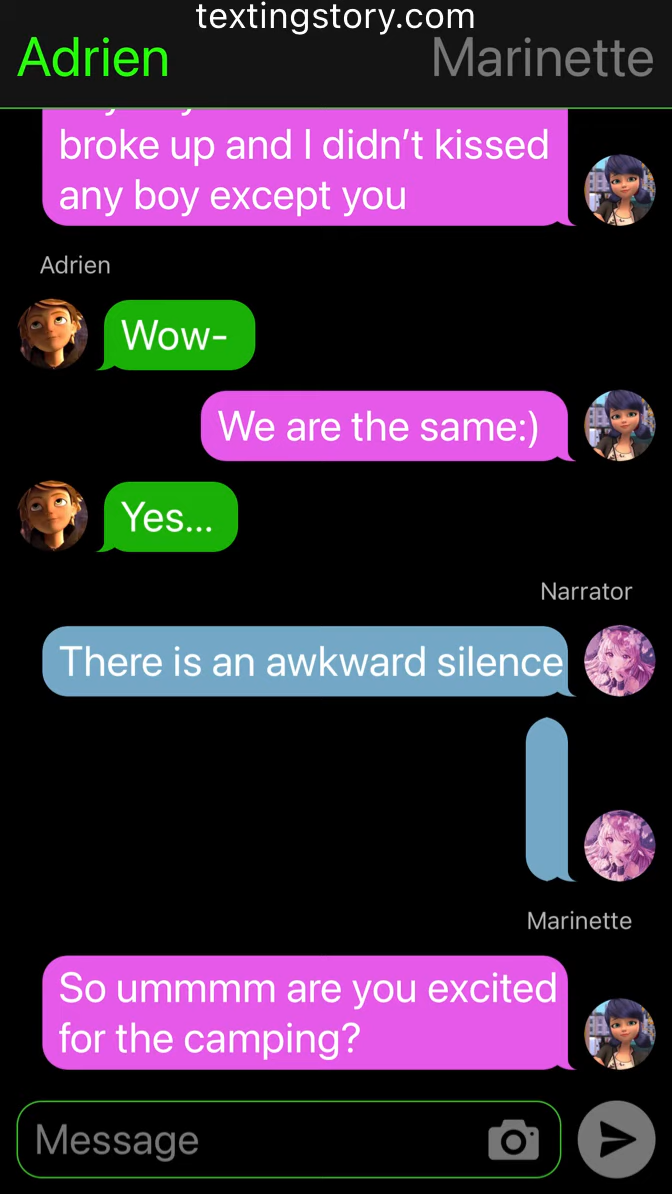 textingstory.com
Adrien
Marinette
broke up and I didn’t kissed
any boy except you
Adrien
Wow-
We are the same:)
Yes...
Narrator
There is an awkward silence
Marinette
So ummmm are you excited
for the camping?
Message